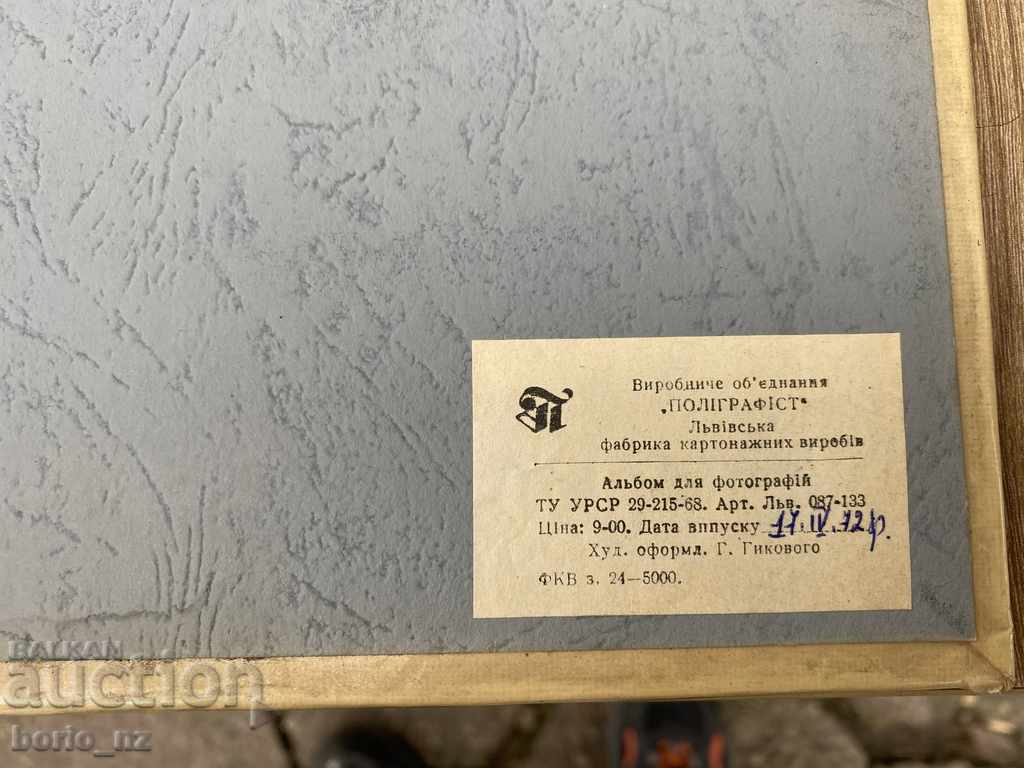 Виробниче об'єднання
„ПОЛІГРАФІСТ“
Львівська
фабрика картонажних виробів
Альбом для фотографій
ТУ УРСР 29-215-68. Арт. Льв. 087-133
Ціна: 9-00. Дата випуску 17.IV.72р.
Худ. оформл. Г. Гикового
ФКВ з. 24—5000.
BALKAN
auction
borio_nz